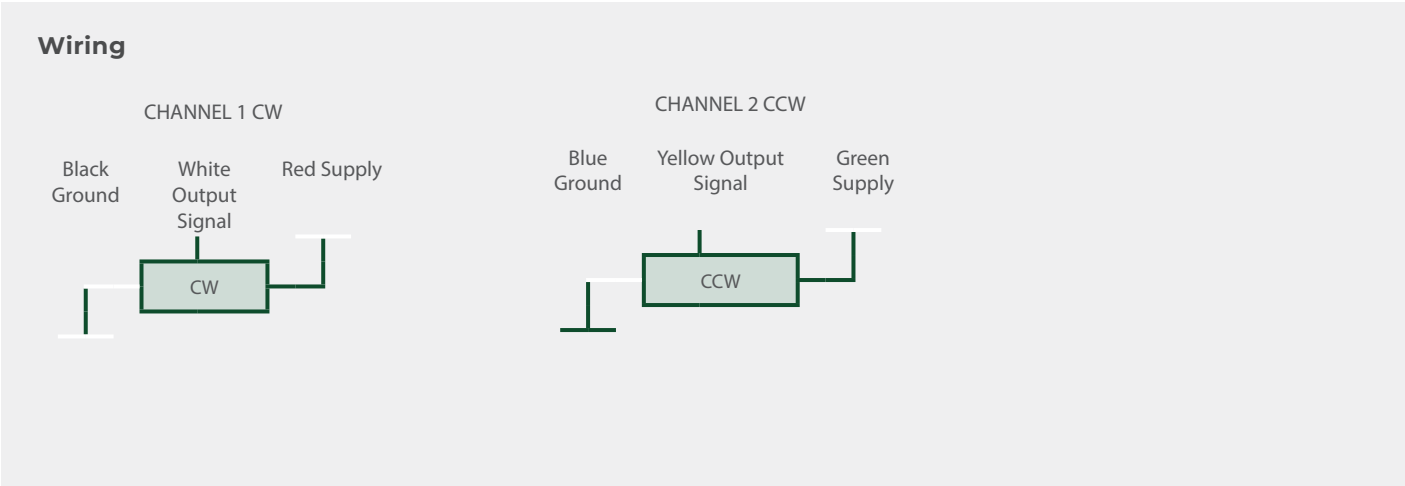 Wiring
CHANNEL 1 CW
Black
Ground
White
Output
Signal
Red Supply
CW
CHANNEL 2 CCW
Blue
Ground
Yellow Output
Signal
Green
Supply
CCW